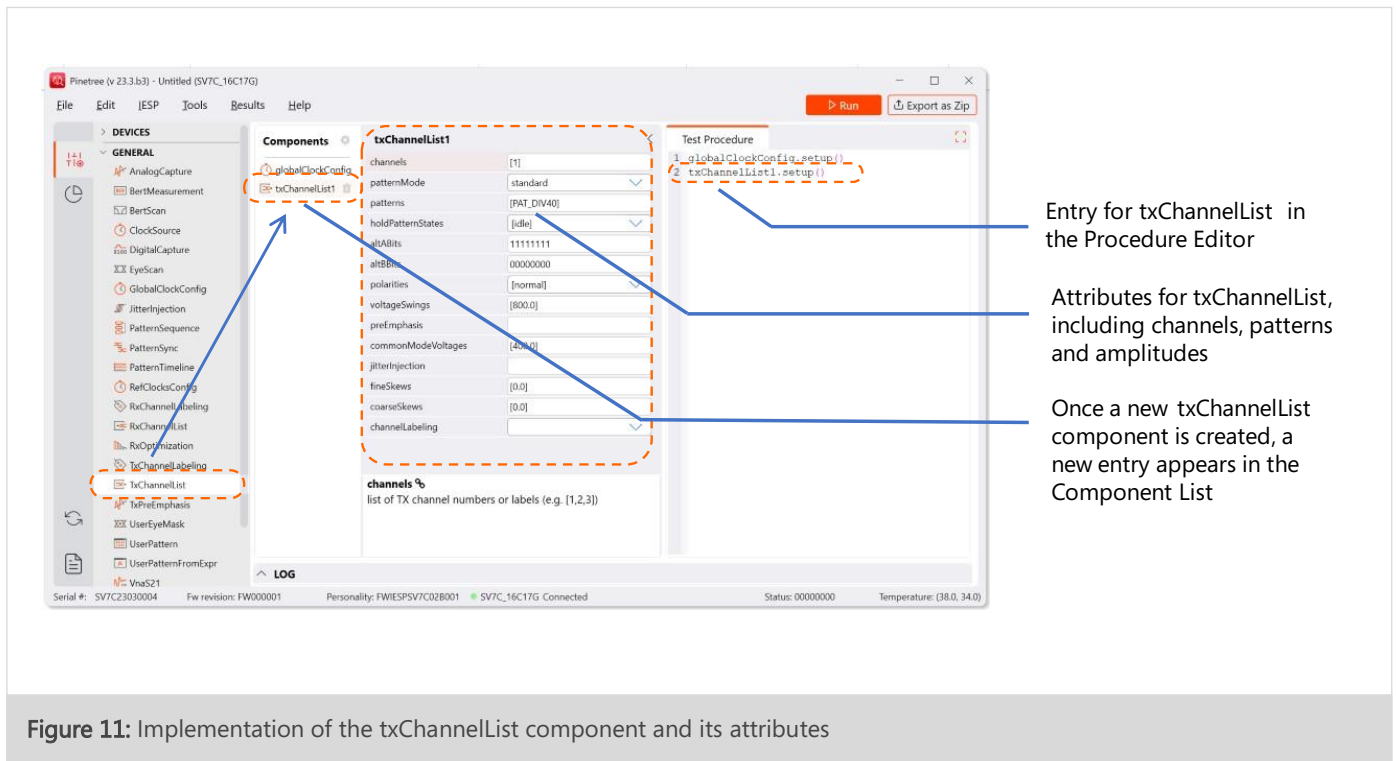 Pinetree (v 23.3.b3) - Untitled (SV7C_16C17G)
File Edit IESP Tools Results Help
Run
Export as Zip
DEVICES
GENERAL
AnalogCapture
BertMeasurement
BertScan
ClockSource
DigitalCapture
EyeScan
GlobalClockConfig
JitterInjection
PatternSequence
PatternSync
PatternTimeline
RefClocksConfig
RxChannelLabeling
RxChannelList
RxOptimization
TxChannelLabeling
TxChannelList
TxPreEmphasis
UserEyeMask
UserPattern
UserPatternFromExpr
VnaS21
Components
globalClockConfig
txChannelList1
txChannelList1
channels [1]
patternMode standard
patterns [PAT_DIV40]
holdPatternStates [idle]
altABits 11111111
altBBits 00000000
polarities [normal]
voltageSwings [800.0]
preEmphasis
commonModeVoltages [400.0]
jitterInjection
fineSkews [0.0]
coarseSkews [0.0]
channelLabeling
channels
list of TX channel numbers or labels (e.g. [1,2,3])
Test Procedure
1 globalClockConfig.setup()
2 txChannelList1.setup()
LOG
Serial #: SV7C23030004 Fw revision: FW000001 Personality: FWIESPSV7C02B001 SV7C_16C17G Connected Status: 00000000 Temperature: (38.0, 34.0)
Entry for txChannelList in
the Procedure Editor
Attributes for txChannelList,
including channels, patterns
and amplitudes
Once a new txChannelList
component is created, a
new entry appears in the
Component List
Figure 11: Implementation of the txChannelList component and its attributes